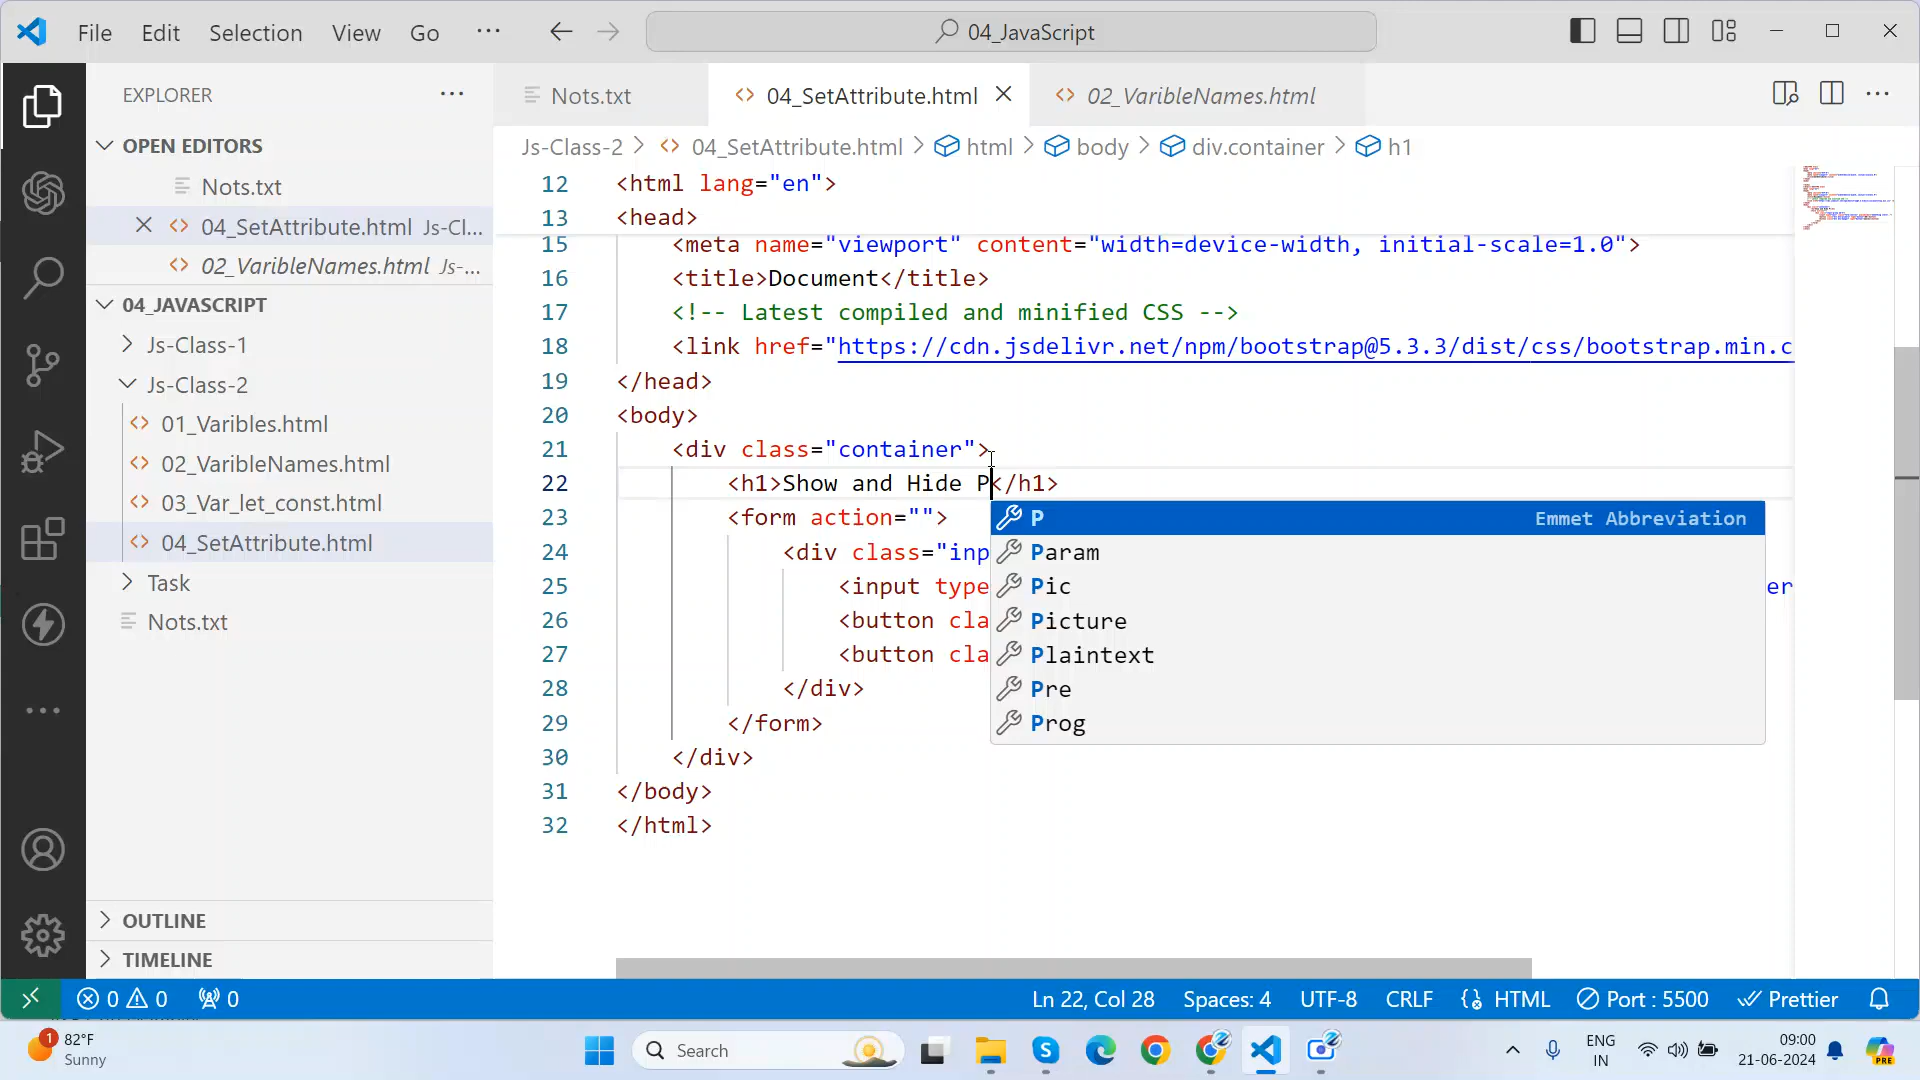 File Edit Selection View Go ··· 04_JavaScript
EXPLORER ···
OPEN EDITORS
Nots.txt
04_SetAttribute.html Js-Cl...
02_VaribleNames.html Js-...
04_JAVASCRIPT
Js-Class-1
Js-Class-2
01_Varibles.html
02_VaribleNames.html
03_Var_let_const.html
04_SetAttribute.html
Task
Nots.txt
OUTLINE
TIMELINE
Nots.txt 04_SetAttribute.html 02_VaribleNames.html
Js-Class-2 > 04_SetAttribute.html > html > body > div.container > h1
12 <html lang="en">
13 <head>
15 <meta name="viewport" content="width=device-width, initial-scale=1.0">
16 <title>Document</title>
17 <!-- Latest compiled and minified CSS -->
18 <link href="https://cdn.jsdelivr.net/npm/bootstrap@5.3.3/dist/css/bootstrap.min.c
19 </head>
20 <body>
21 <div class="container">
22 <h1>Show and Hide P</h1>
23 <form action="">
24 <div class="inp
25 <input type er
26 <button cla
27 <button cla
28 </div>
29 </form>
30 </div>
31 </body>
32 </html>
P Emmet Abbreviation
Param
Pic
Picture
Plaintext
Pre
Prog
0 0 0 Ln 22, Col 28 Spaces: 4 UTF-8 CRLF HTML Port : 5500 Prettier
1 82°F
Sunny
Search
ENG
IN
09:00
21-06-2024
PRE